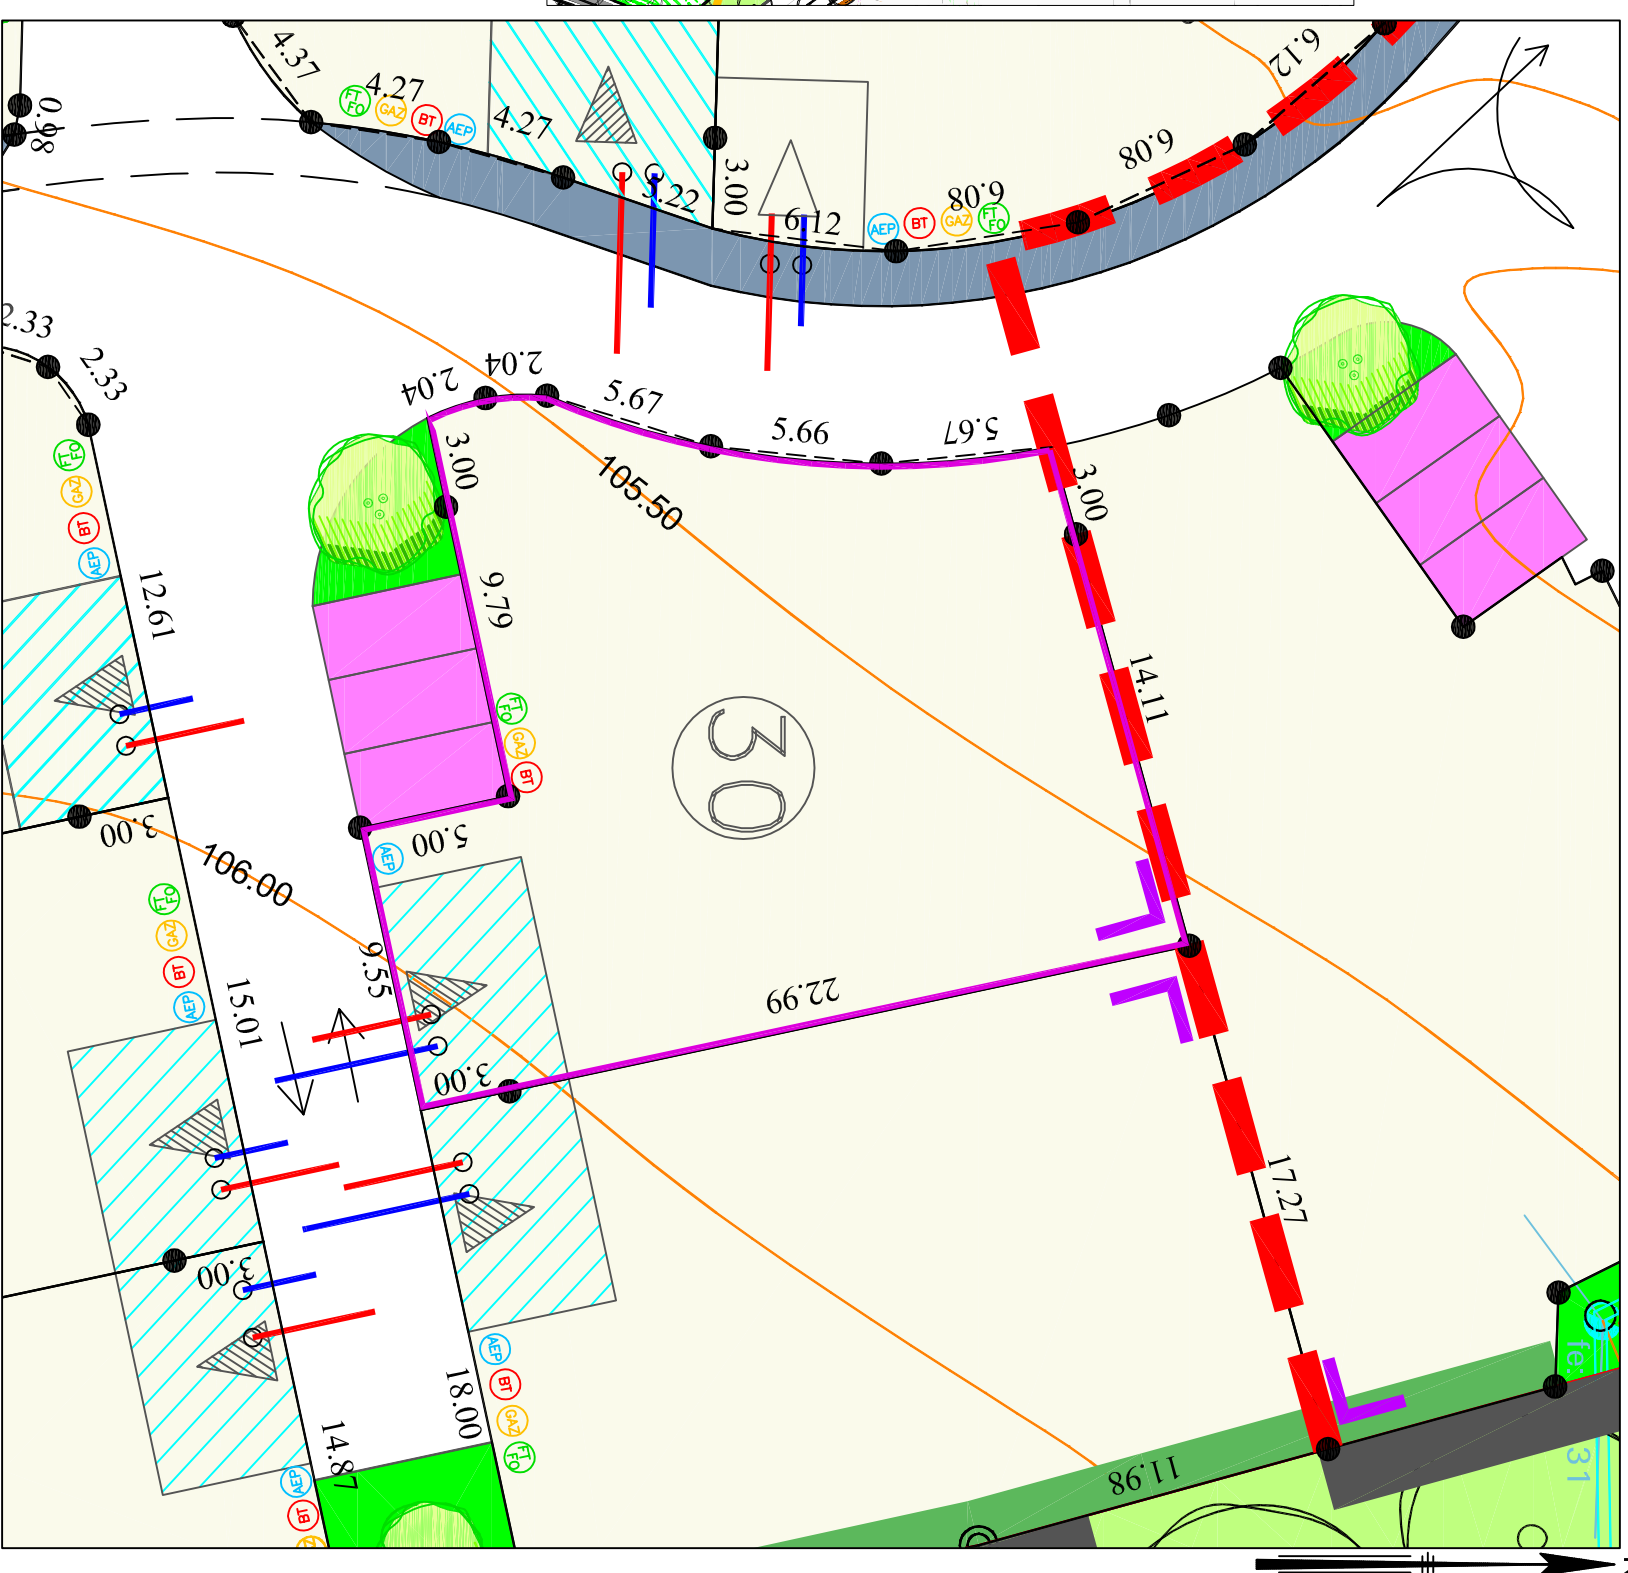 4.37
4.27
FT FO
GAZ
BT
AEP
4.27
3.22
3.00
6.12
AEP
BT
GAZ
FT FO
6.08
6.08
6.12
0.98
2.33
2.33
2.04
2.04
5.67
5.66
5.67
3.00
3.00
105.50
FT FO
GAZ
BT
AEP
12.61
9.79
FT FO
GAZ
BT
14.11
30
3.00
5.00
AEP
106.00
FT FO
GAZ
BT
AEP
9.55
15.01
22.99
3.00
17.27
3.00
AEP
BT
GAZ
FT FO
18.00
14.87
AEP
BT
GAZ
11.98
fe:
31